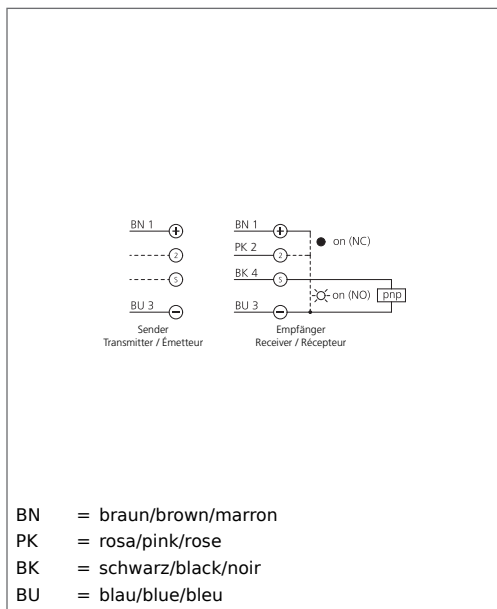 BN 1 + BN 1 +
on (NC)
2 PK 2 2
5 BK 4 5
on (NO) pnp
BU 3 − BU 3 −
Sender Empfänger
Transmitter / Émetteur Receiver / Récepteur
BN = braun/brown/marron
PK = rosa/pink/rose
BK = schwarz/black/noir
BU = blau/blue/bleu